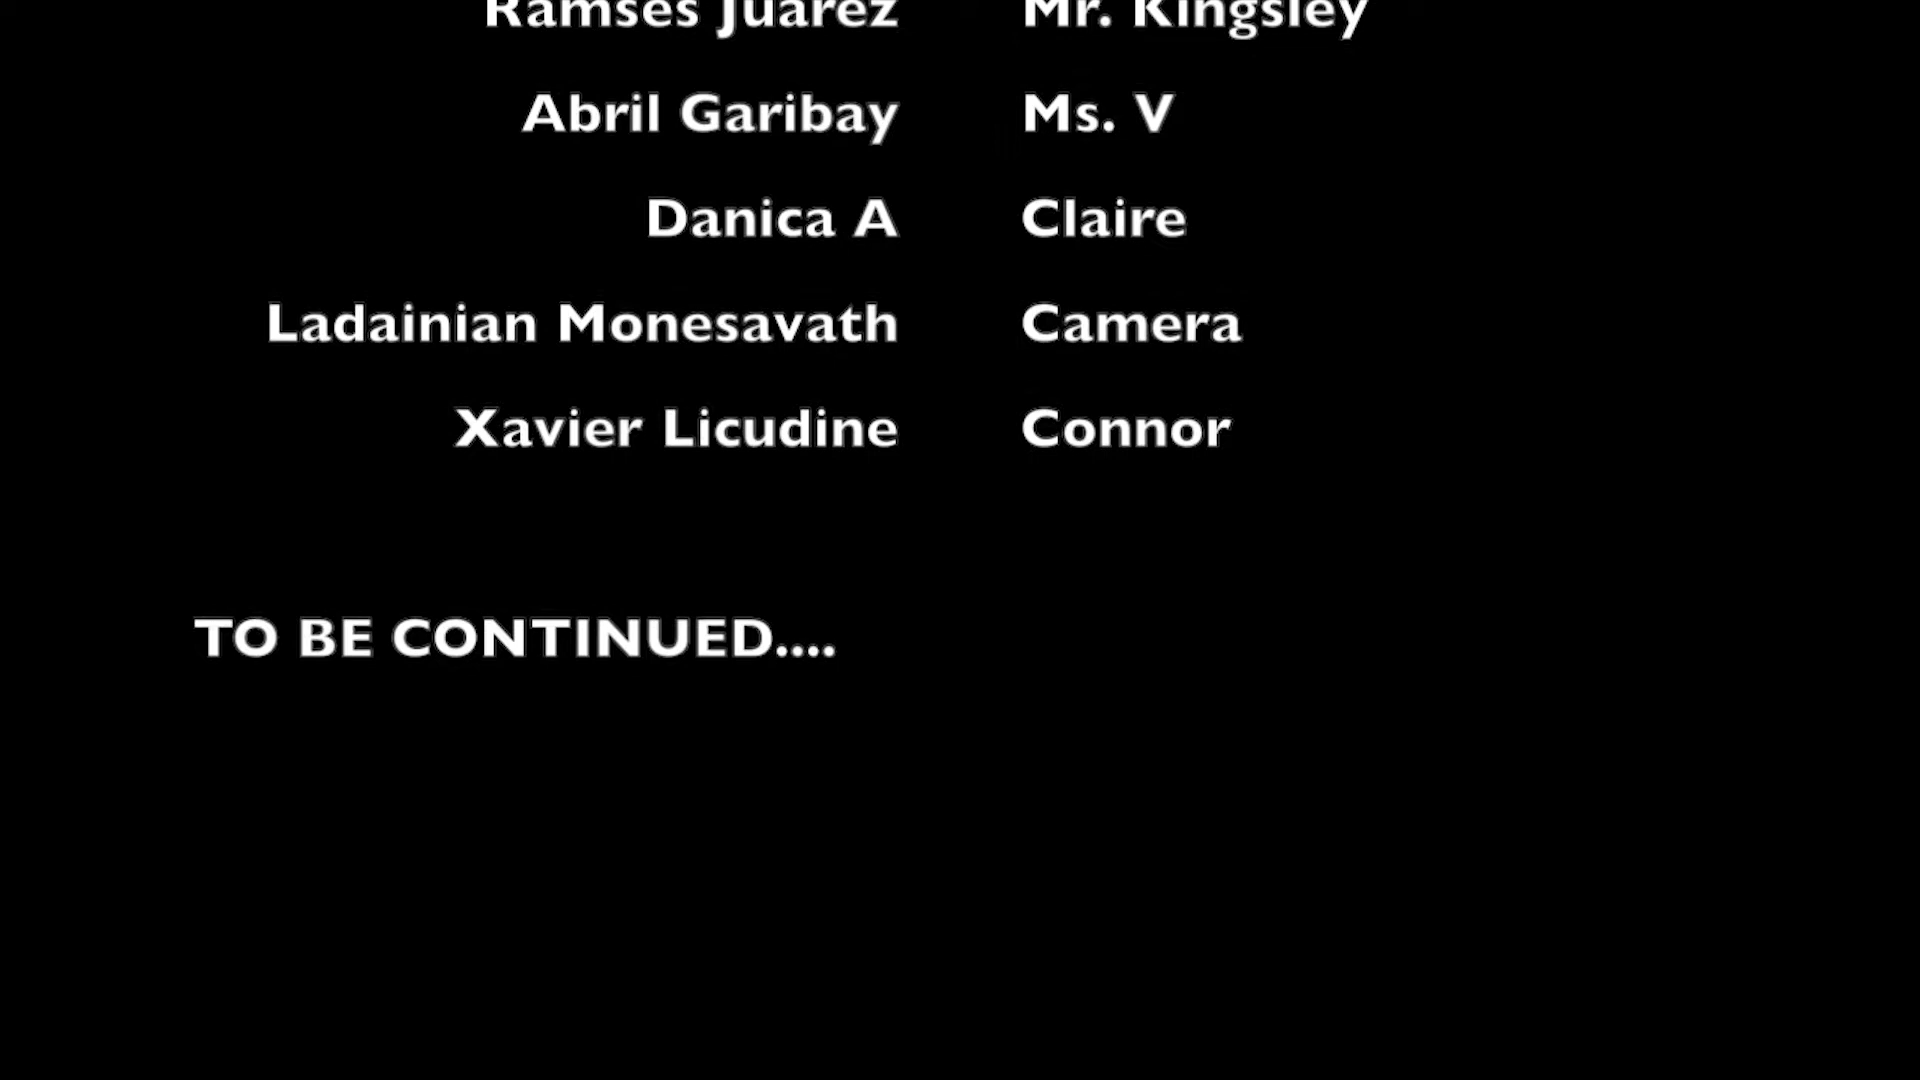 Ramses Juarez Mr. Kingsley
Abril Garibay Ms. V
Danica A Claire
Ladainian Monesavath Camera
Xavier Licudine Connor
TO BE CONTINUED....